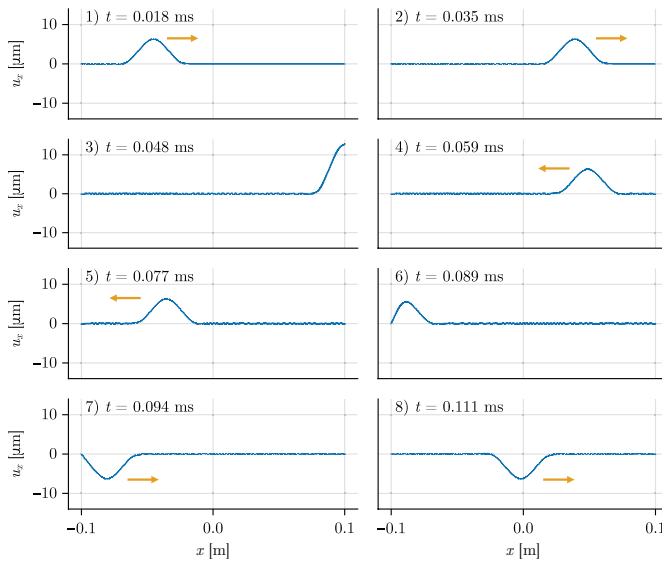 1) t = 0.018 ms
2) t = 0.035 ms
10
0
−10
u_x [µm]
3) t = 0.048 ms
4) t = 0.059 ms
10
0
−10
u_x [µm]
5) t = 0.077 ms
6) t = 0.089 ms
10
0
−10
u_x [µm]
7) t = 0.094 ms
8) t = 0.111 ms
10
0
−10
u_x [µm]
−0.1 0.0 0.1 −0.1 0.0 0.1
x [m] x [m]